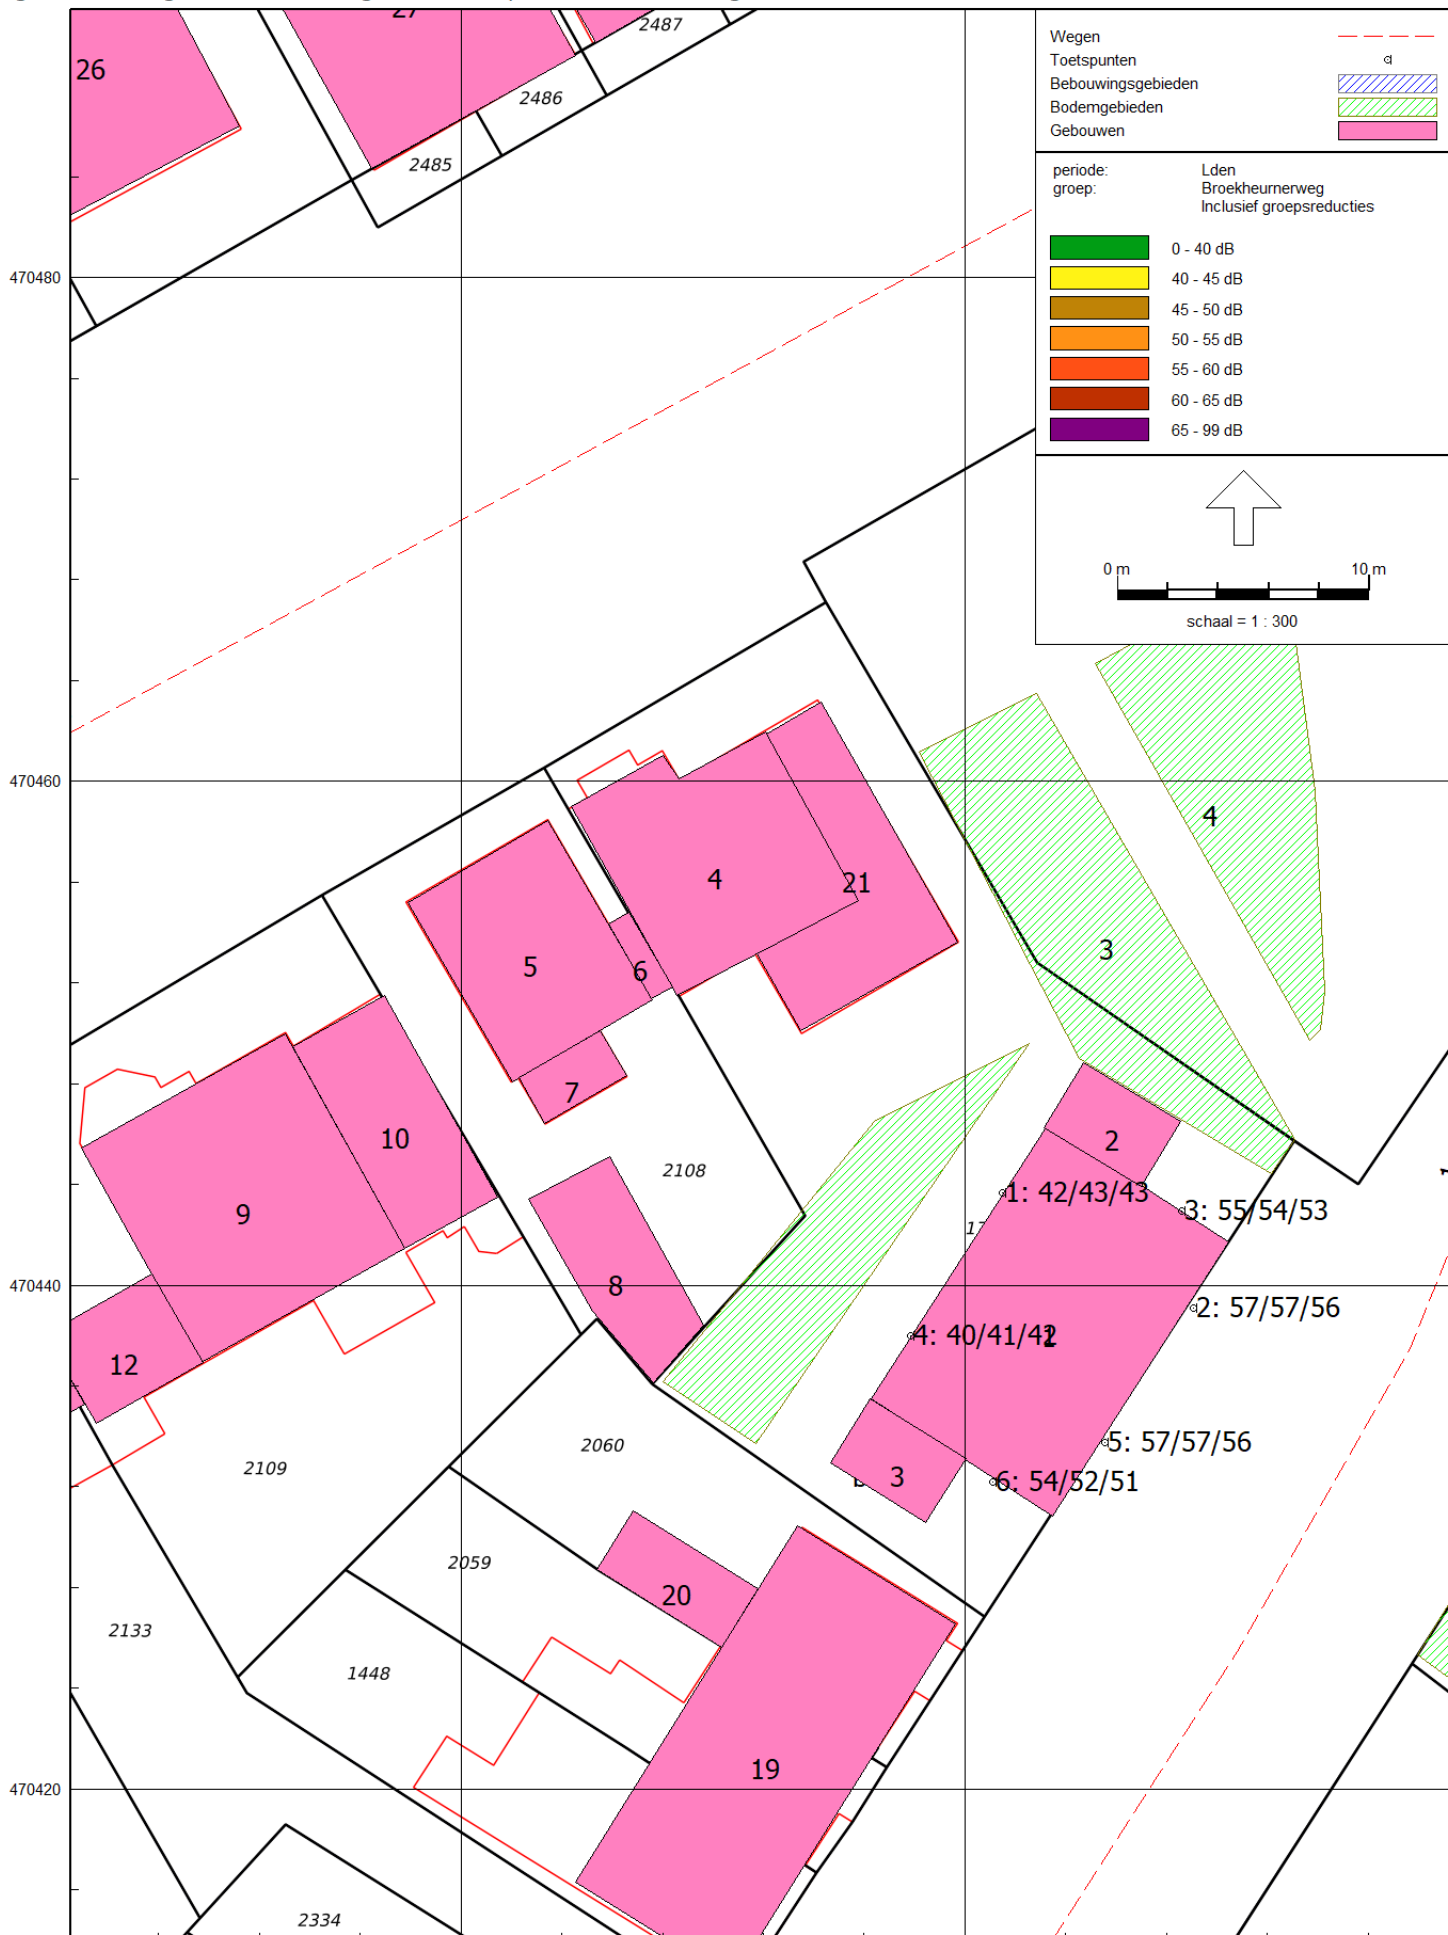 26
27
2487
2486
2485
Wegen
Toetspunten
Bebouwingsgebieden
Bodemgebieden
Gebouwen
periode: Lden
groep: Broekheurnerweg
Inclusief groepsreducties
0 - 40 dB
40 - 45 dB
45 - 50 dB
50 - 55 dB
55 - 60 dB
60 - 65 dB
65 - 99 dB
0 m 10 m
schaal = 1 : 300
470480
470460
4
4
21
3
5
6
7
10
2
2108
1: 42/43/43
9
3: 55/54/53
8
470440
2: 57/57/56
4: 40/41/42
12
5: 57/57/56
2060
2109
3
6: 54/52/51
2059
20
2133
1448
19
470420
2334